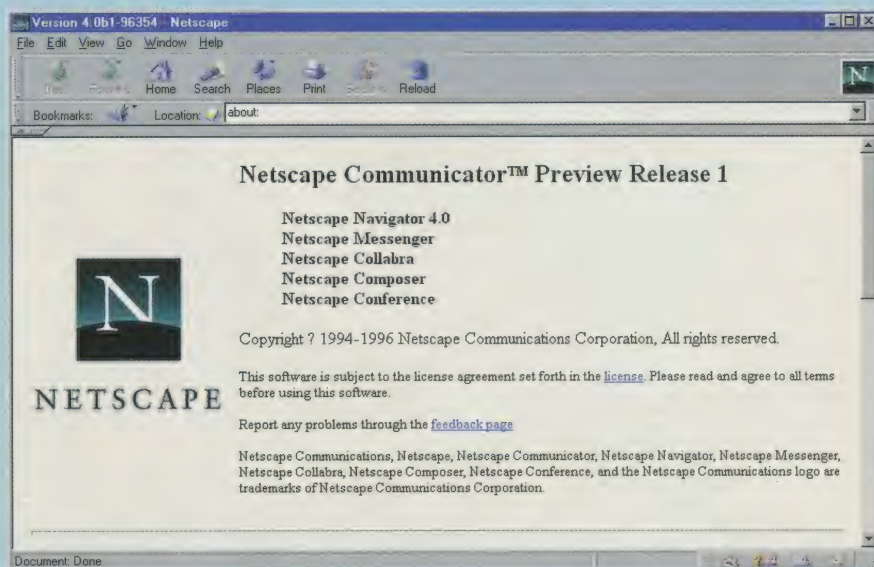 Version 4.0b1-96354 - Netscape
File Edit View Go Window Help
Home Search Places Print Reload
N
Bookmarks: Location: about:
Netscape Communicator™ Preview Release 1
Netscape Navigator 4.0
Netscape Messenger
Netscape Collabra
Netscape Composer
Netscape Conference
N
NETSCAPE
Copyright ? 1994-1996 Netscape Communications Corporation, All rights reserved.
This software is subject to the license agreement set forth in the license. Please read and agree to all terms
before using this software.
Report any problems through the feedback page
Netscape Communications, Netscape, Netscape Communicator, Netscape Navigator, Netscape Messenger,
Netscape Collabra, Netscape Composer, Netscape Conference, and the Netscape Communications logo are
trademarks of Netscape Communications Corporation.
Document: Done